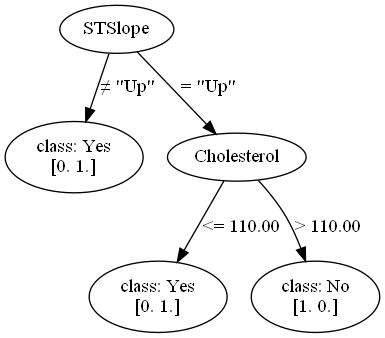 STSlope
≠ "Up"
= "Up"
class: Yes
[0. 1.]
Cholesterol
<= 110.00
> 110.00
class: Yes
[0. 1.]
class: No
[1. 0.]